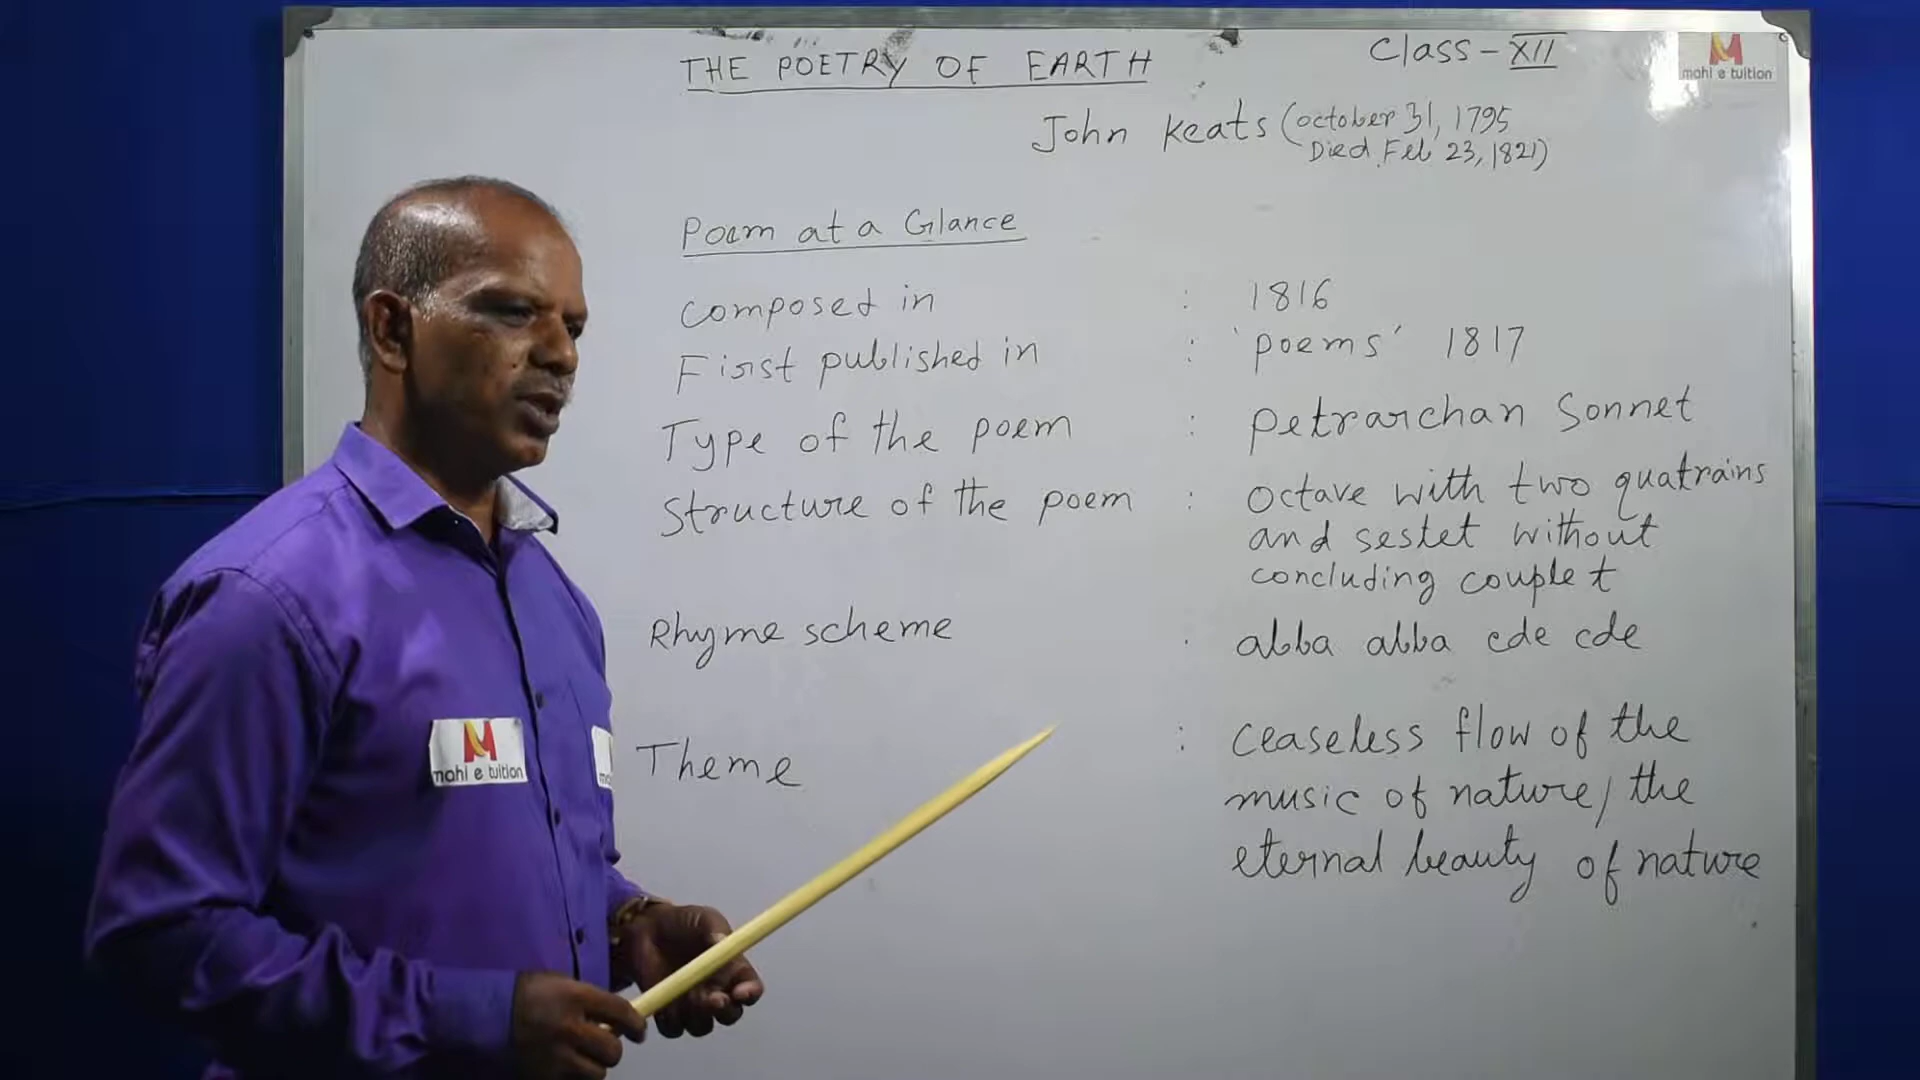 THE POETRY OF EARTH
Class - XII
mahi e tuition
John Keats (October 31, 1795
Died Feb 23, 1821)
Poem at a Glance
Composed in : 1816
First published in : 'poems' 1817
Type of the poem : Petrarchan Sonnet
Structure of the poem : Octave with two quatrains
and sestet without
concluding couplet
Rhyme scheme : abba abba cde cde
Theme : Ceaseless flow of the
music of nature / the
eternal beauty of nature
mahi e tuition